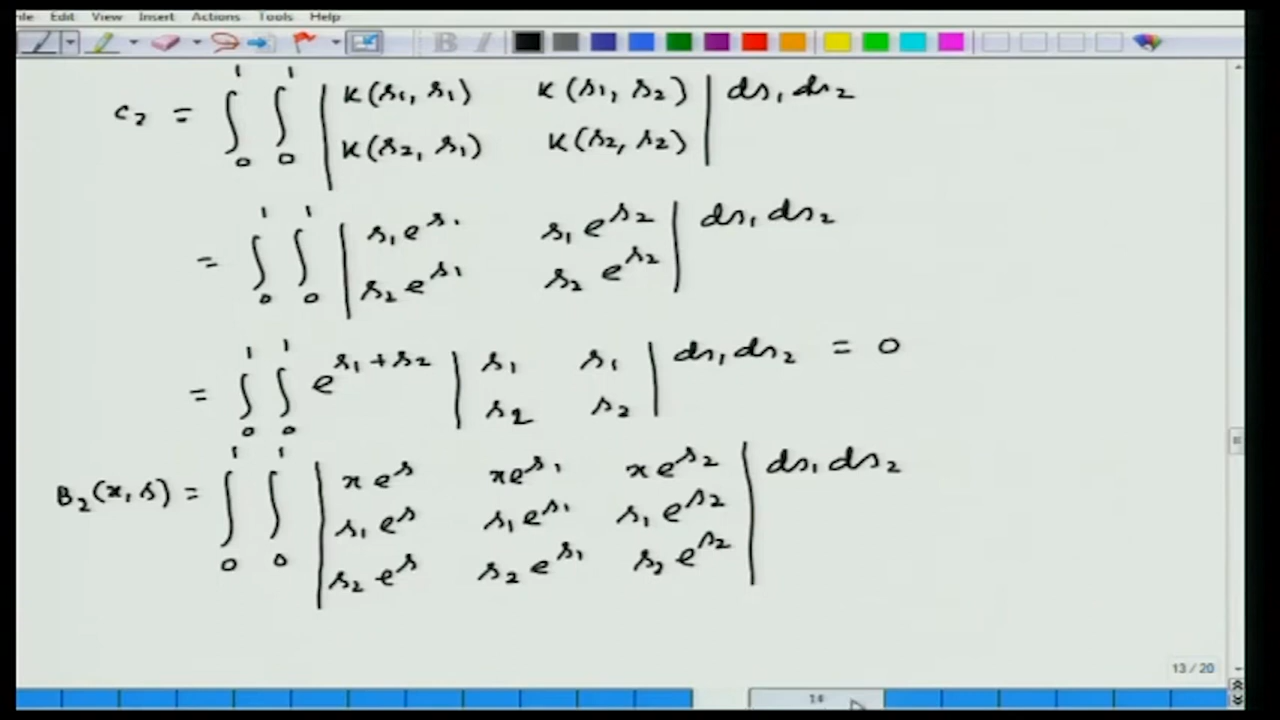 File Edit View Insert Actions Tools Help
B I
c₂ = ∫₀¹ ∫₀¹ | K(s₁, s₁) K(s₁, s₂) | ds₁ ds₂
| K(s₂, s₁) K(s₂, s₂) |
= ∫₀¹ ∫₀¹ | s₁ e^{s₁} s₁ e^{s₂} | ds₁ ds₂
| s₂ e^{s₁} s₂ e^{s₂} |
= ∫₀¹ ∫₀¹ e^{s₁+s₂} | s₁ s₁ | ds₁ ds₂ = 0
| s₂ s₂ |
B₂(x, s) = ∫₀¹ ∫₀¹ | x e^{s} x e^{s₁} x e^{s₂} | ds₁ ds₂
| s₁ e^{s} s₁ e^{s₁} s₁ e^{s₂} |
| s₂ e^{s} s₂ e^{s₁} s₂ e^{s₂} |
13 / 20
14